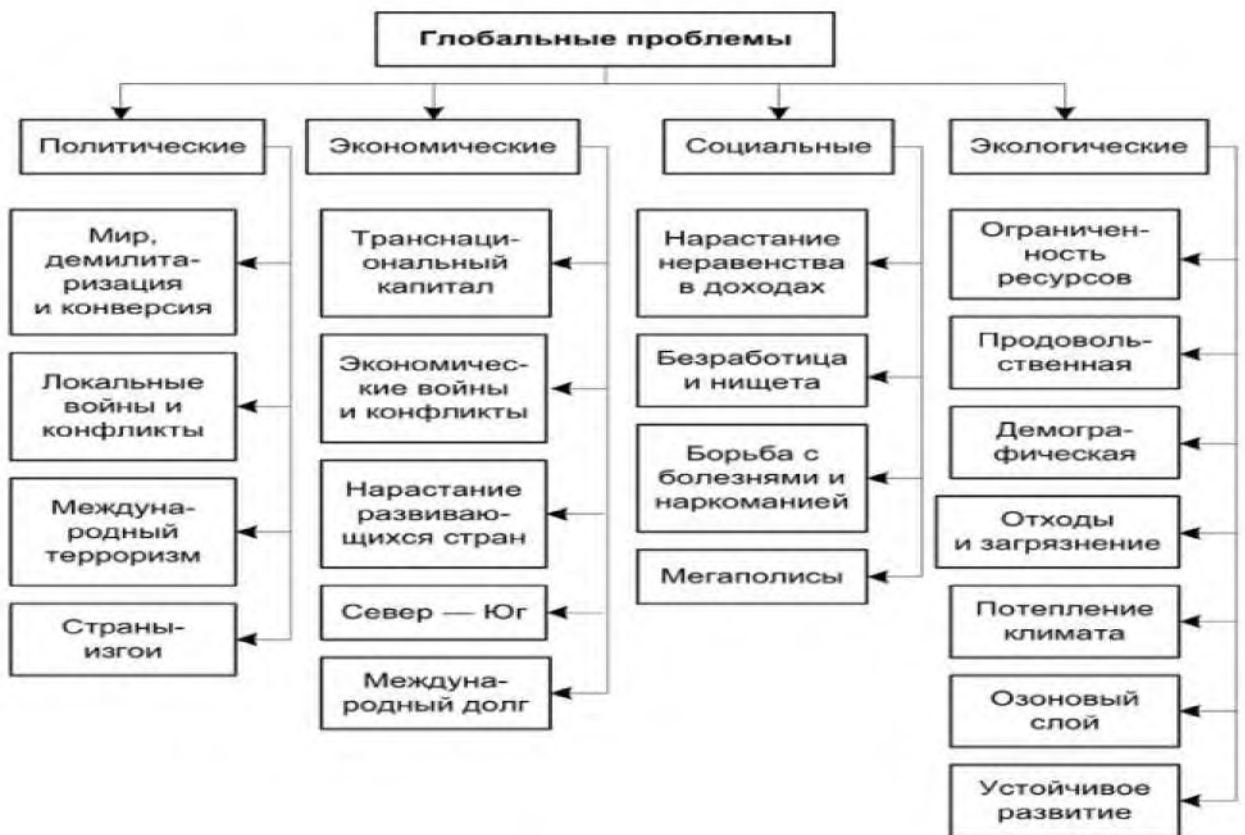 Глобальные проблемы
Политические
Мир,
демилита-
ризация
и конверсия
Локальные
войны и
конфликты
Междуна-
родный
терроризм
Страны-
изгои
Экономические
Транснаци-
ональный
капитал
Экономичес-
кие войны
и конфликты
Нарастание
развиваю-
щихся стран
Север — Юг
Междуна-
родный долг
Социальные
Нарастание
неравенства
в доходах
Безработица
и нищета
Борьба с
болезнями и
наркоманией
Мегаполисы
Экологические
Ограничен-
ность
ресурсов
Продоволь-
ственная
Демогра-
фическая
Отходы
и загрязнение
Потепление
климата
Озоновый
слой
Устойчивое
развитие